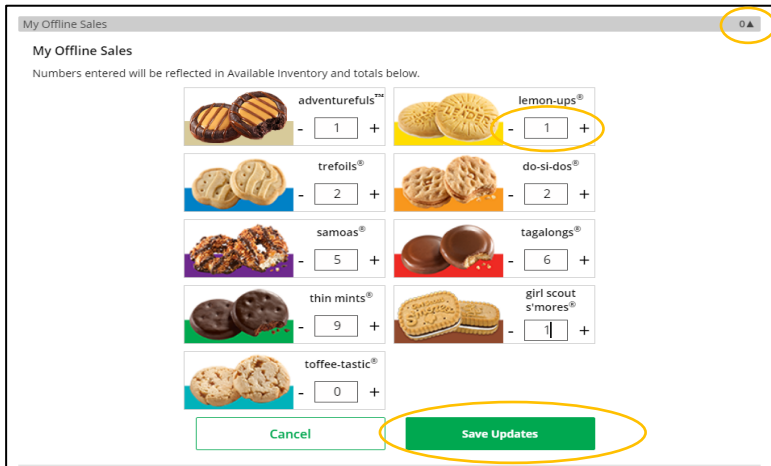 My Offline Sales 0▲
My Offline Sales
Numbers entered will be reflected in Available Inventory and totals below.
adventurefuls™
- 1 +
lemon-ups®
- 1 +
trefoils®
- 2 +
do-si-dos®
- 2 +
samoas®
- 5 +
tagalongs®
- 6 +
thin mints®
- 9 +
girl scout
s'mores®
- 1 +
toffee-tastic®
- 0 +
Cancel
Save Updates